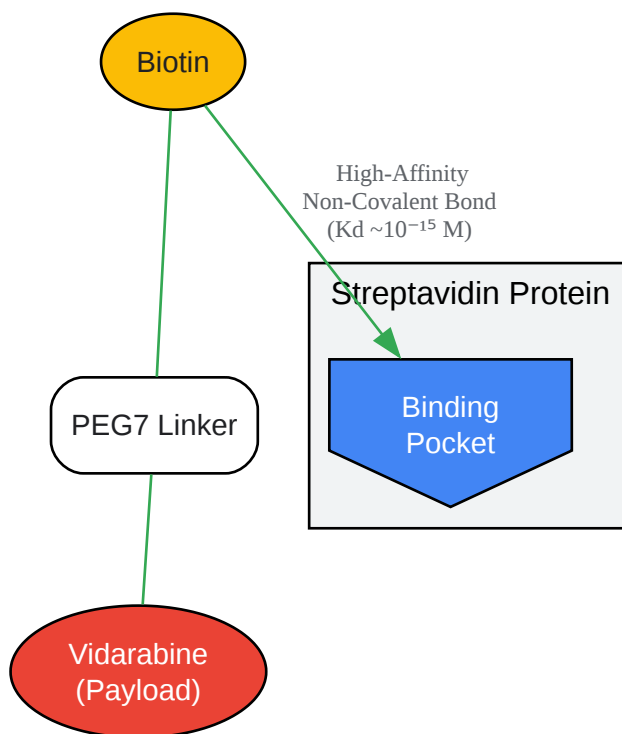 Biotin
High-Affinity
Non-Covalent Bond
(Kd ~10⁻¹⁵ M)
Streptavidin Protein
Binding
Pocket
PEG7 Linker
Vidarabine
(Payload)